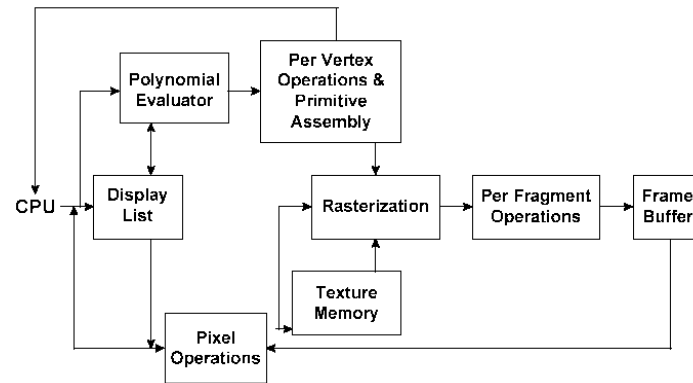 Polynomial
Evaluator
Per Vertex
Operations &
Primitive
Assembly
CPU
Display
List
Rasterization
Per Fragment
Operations
Frame
Buffer
Texture
Memory
Pixel
Operations